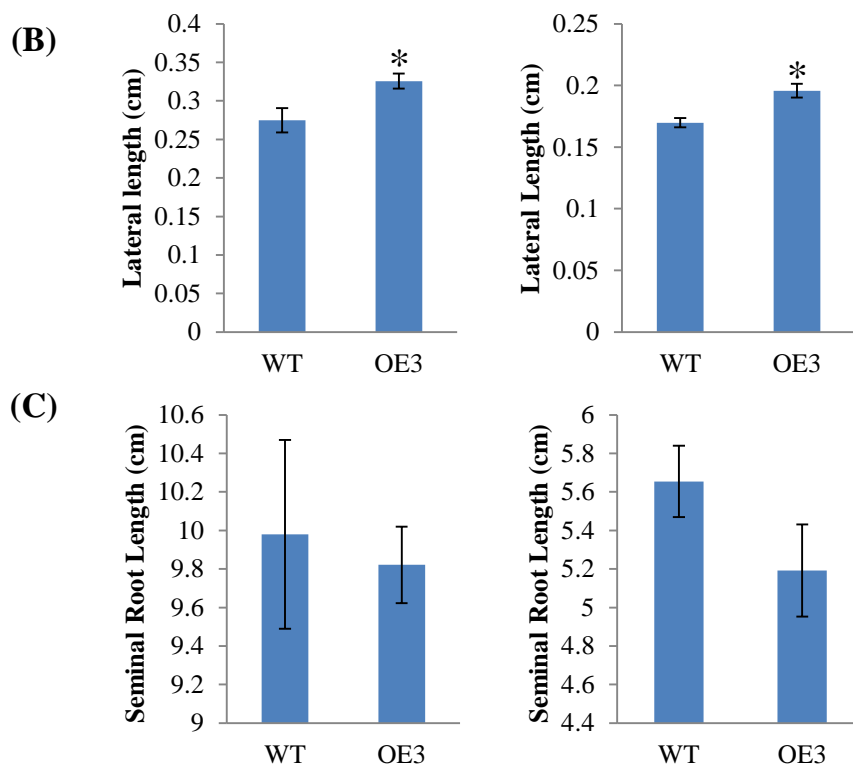 (B)
Lateral length (cm)
0.4
0.35
0.3
0.25
0.2
0.15
0.1
0.05
0
*
WT
OE3
Lateral Length (cm)
0.25
0.2
0.15
0.1
0.05
0
*
WT
OE3
(C)
Seminal Root Length (cm)
10.6
10.4
10.2
10
9.8
9.6
9.4
9.2
9
WT
OE3
Seminal Root Length (cm)
6
5.8
5.6
5.4
5.2
5
4.8
4.6
4.4
WT
OE3